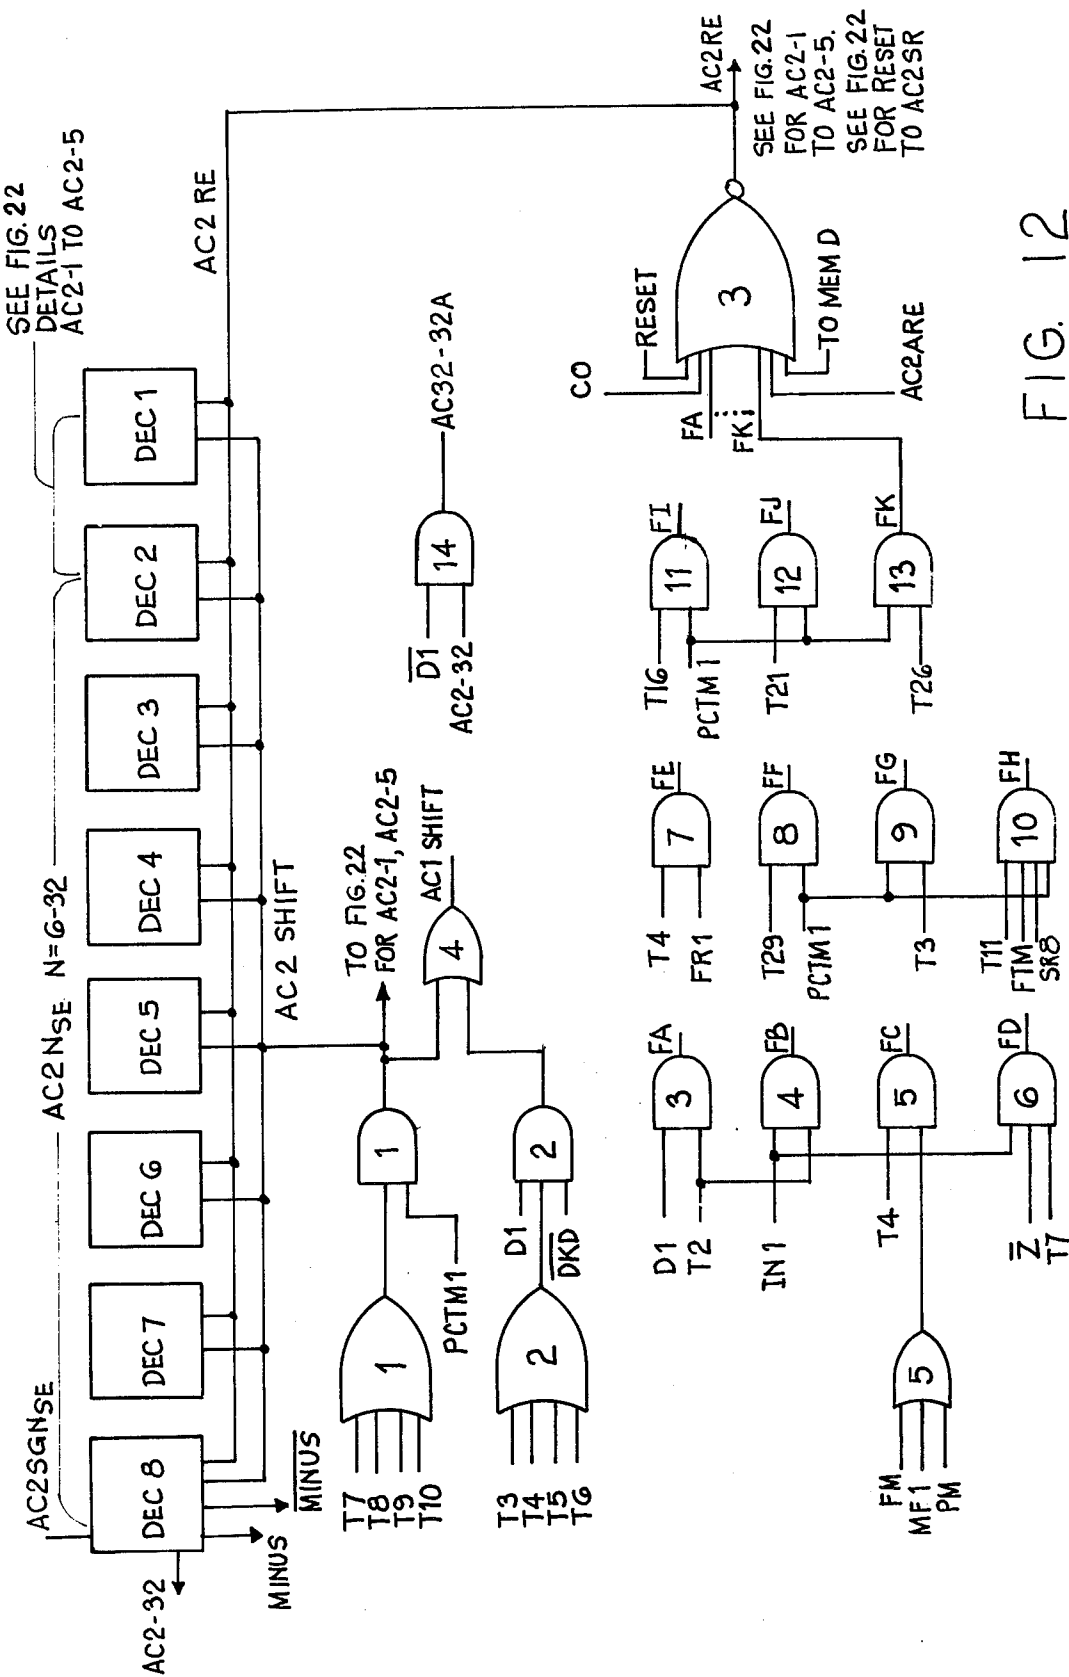 SEE FIG. 22
DETAILS
AC2-1 TO AC2-5
AC2SGNSE
AC2NSE N=6-32
AC2 RE
DEC 8
DEC 7
DEC 6
DEC 5
DEC 4
DEC 3
DEC 2
DEC 1
AC2-32
MINUS
MINUS
AC2 SHIFT
AC2RE
SEE FIG. 22
FOR AC2-1
TO AC2-5.
SEE FIG. 22
FOR RESET
TO AC2SR
T7
T8
T9
T10
1
1
PCTM1
TO FIG. 22
FOR AC2-1, AC2-5
4
AC1 SHIFT
T3
T4
T5
T6
2
D1
DKD
2
D1
AC2-32
14
AC32-32A
CO
RESET
FA
FK
3
TO MEM D
AC2ARE
D1
T2
3
FA
IN1
4
FB
FM
MF1
PM
5
T4
5
FC
Z
T7
6
FD
T4
FR1
7
FE
T29
PCTM1
8
FF
T3
9
FG
T11
FTM
SR8
10
FH
T16
PCTM1
11
FI
T21
12
FJ
T26
13
FK
FIG. 12